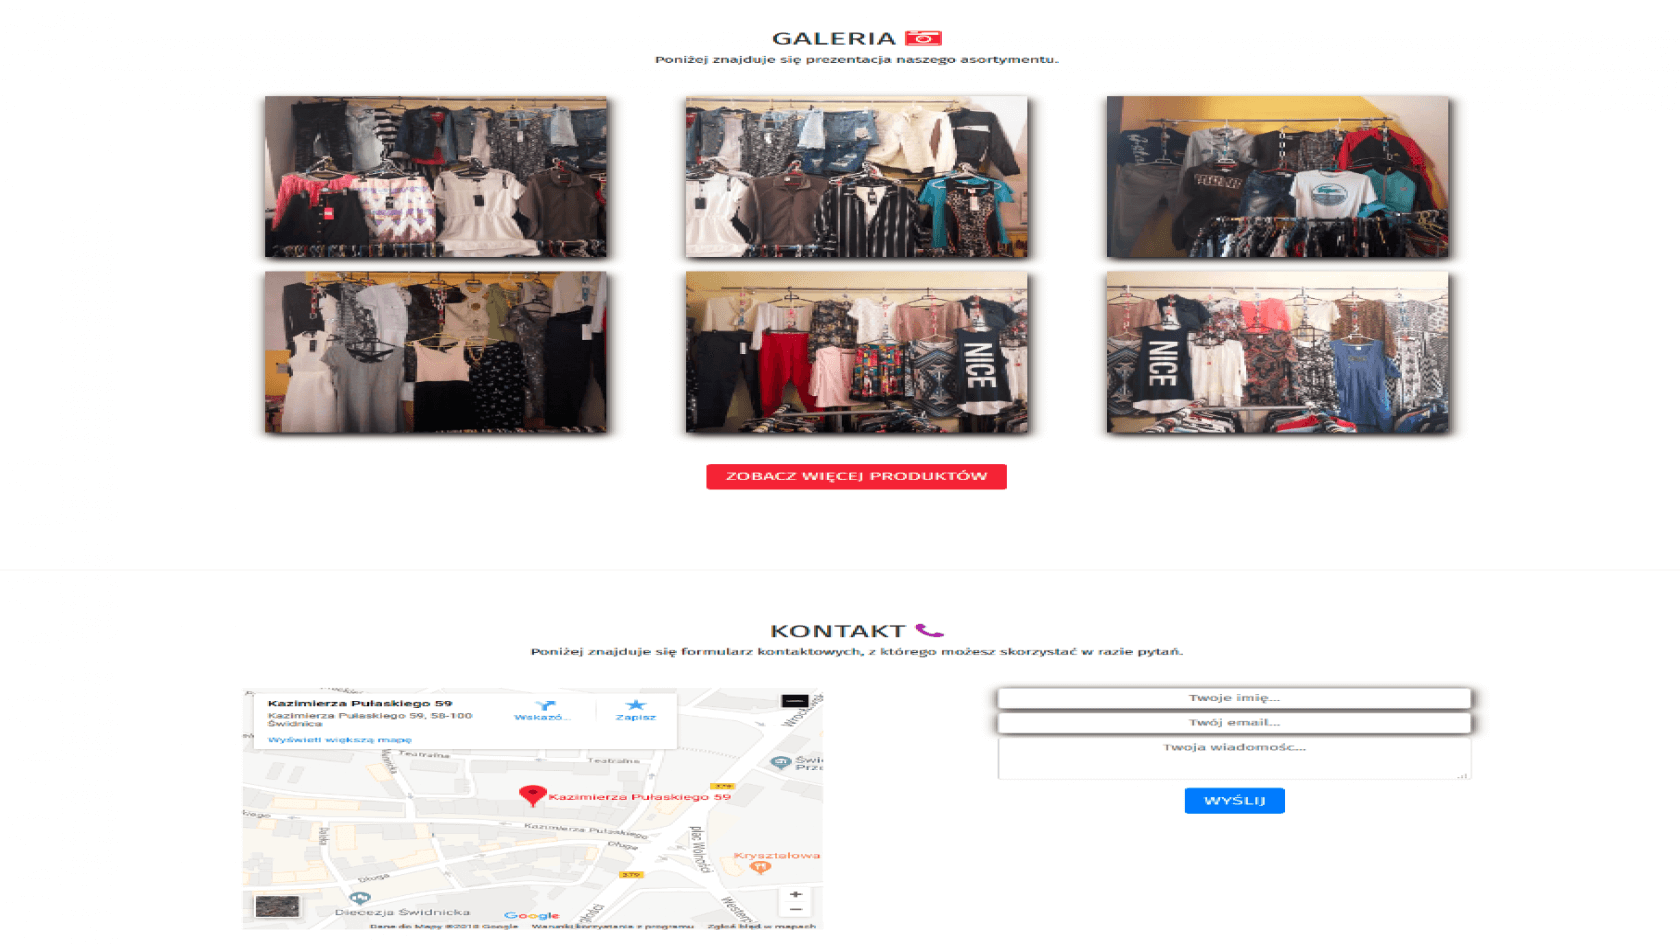 GALERIA
Poniżej znajduje się prezentacja naszego asortymentu.
NICE
NICE
ZOBACZ WIĘCEJ PRODUKTÓW
KONTAKT
Poniżej znajduje się formularz kontaktowych, z którego możesz skorzystać w razie pytań.
Kazimierza Pułaskiego 59
Kazimierza Pułaskiego 59, 58-100
Świdnica
Wskazó...
Zapisz
Wyświetl większą mapę
Teatralna
Teatralna
Kazimierza Pułaskiego 59
379
Kazimierza Pułaskiego
Długa
plac Wolności
Kryształowa
379
Długa
Diecezja Świdnicka
Google
Dane do Mapy ©2018 Google
Warunki korzystania z programu
Zgłoś błąd w mapach
Twoje imię...
Twój email...
Twoja wiadomośc...
WYŚLIJ